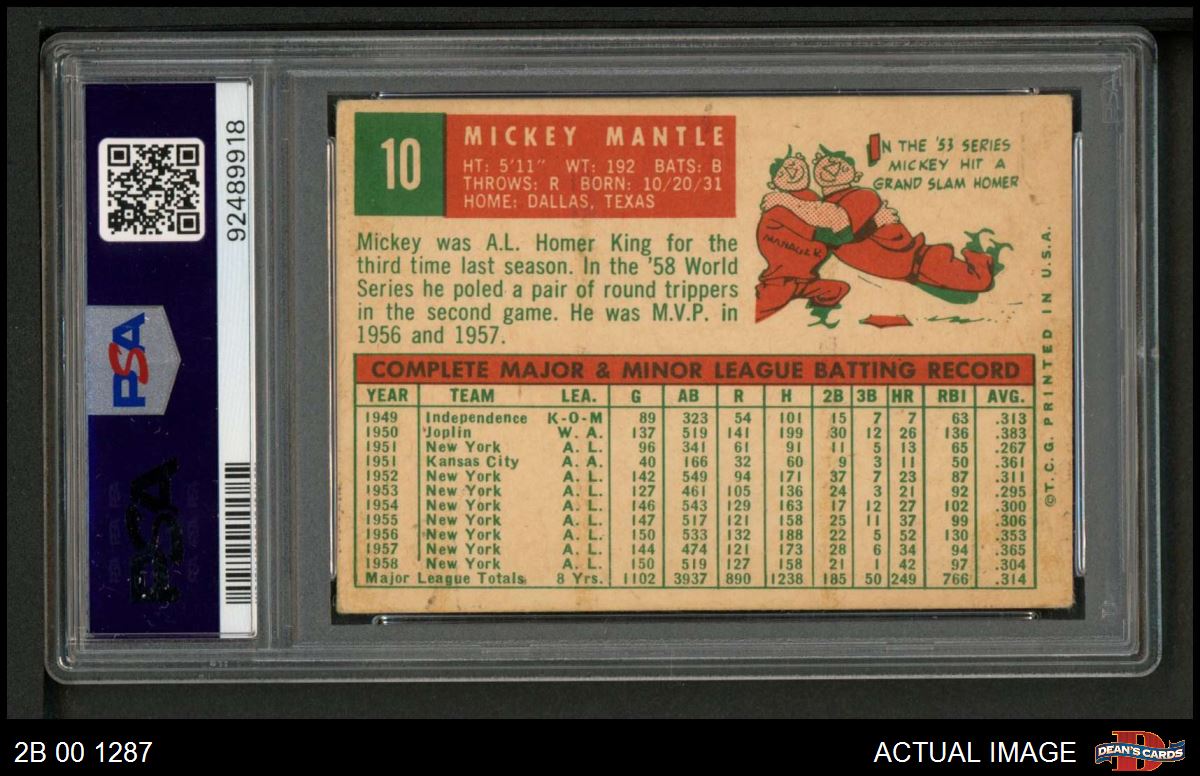 92489918
PSA
PSA
10
MICKEY MANTLE
HT: 5'11" WT: 192 BATS: B
THROWS: R BORN: 10/20/31
HOME: DALLAS, TEXAS
IN THE '53 SERIES
MICKEY HIT A
GRAND SLAM HOMER
MANAGER
Mickey was A.L. Homer King for the
third time last season. In the '58 World
Series he poled a pair of round trippers
in the second game. He was M.V.P. in
1956 and 1957.
COMPLETE MAJOR & MINOR LEAGUE BATTING RECORD
YEAR TEAM LEA. G AB R H 2B 3B HR RBI AVG.
1949 Independence K-O-M 89 323 54 101 15 7 7 63 .313
1950 Joplin W. A. 137 519 141 199 30 12 26 136 .383
1951 New York A. L. 96 341 61 91 11 5 13 65 .267
1951 Kansas City A. A. 40 166 32 60 9 3 11 50 .361
1952 New York A. L. 142 549 94 171 37 7 23 87 .311
1953 New York A. L. 127 461 105 136 24 3 21 92 .295
1954 New York A. L. 146 543 129 163 17 12 27 102 .300
1955 New York A. L. 147 517 121 158 25 11 37 99 .306
1956 New York A. L. 150 533 132 188 22 5 52 130 .353
1957 New York A. L. 144 474 121 173 28 6 34 94 .365
1958 New York A. L. 150 519 127 158 21 1 42 97 .304
Major League Totals 8 Yrs. 1102 3937 890 1238 185 50 249 766 .314
©T.C.G. PRINTED IN U.S.A.
2B 00 1287
ACTUAL IMAGE
DEAN'S CARDS